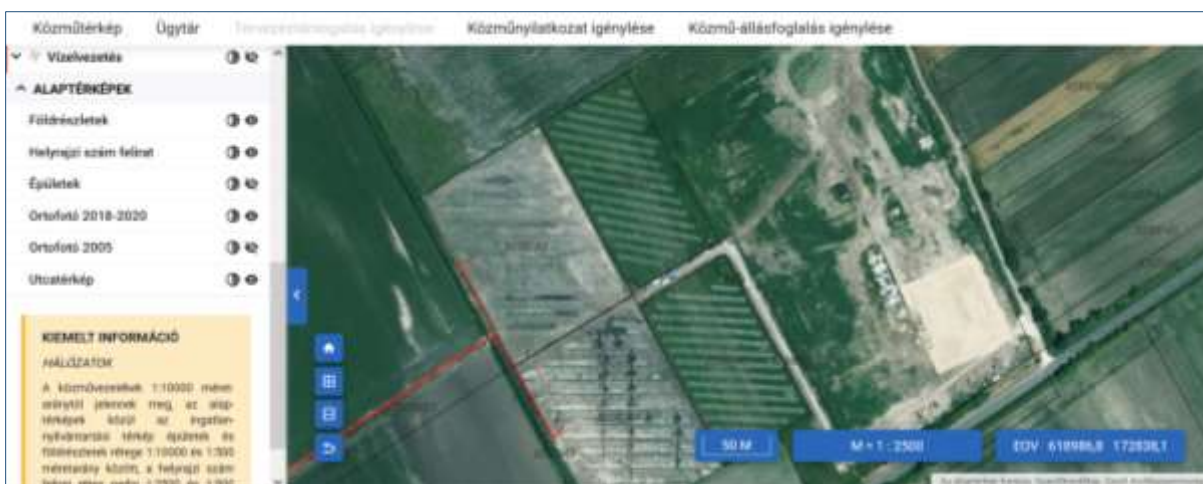 Közműtérkép Ügytár Közműnyilatkozat igénylése Közmű-állásfoglalás igénylése
Vízelvezetés
ALAPTÉRKÉPEK
Földrészletek
Helyrajzi szám felirat
Épületek
Ortofotó 2018-2020
Ortofotó 2005
Utcatérkép
KIEMELT INFORMÁCIÓ
HÁLÓZATOK
A közművezetékek 1:10000 méret-
aránytól jelennek meg, az alap-
térképek közül az ingatlan-
nyilvántartási térkép épületek és
földrészletek rétege 1:10000 és 1:500
méretarány között, a helyrajzi szám
50 M
M = 1 : 2500
EOV 618986,8 172838,1